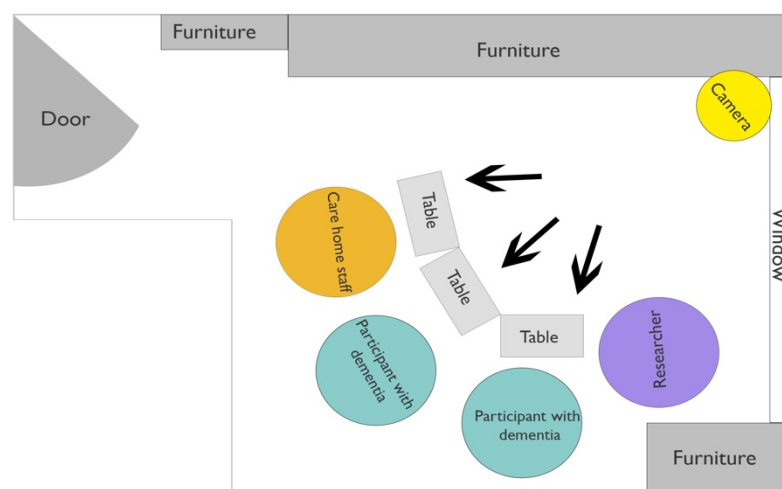 Furniture
Furniture
Door
Camera
Window
Care home staff
Table
Table
Table
Participant with
dementia
Participant with
dementia
Researcher
Furniture